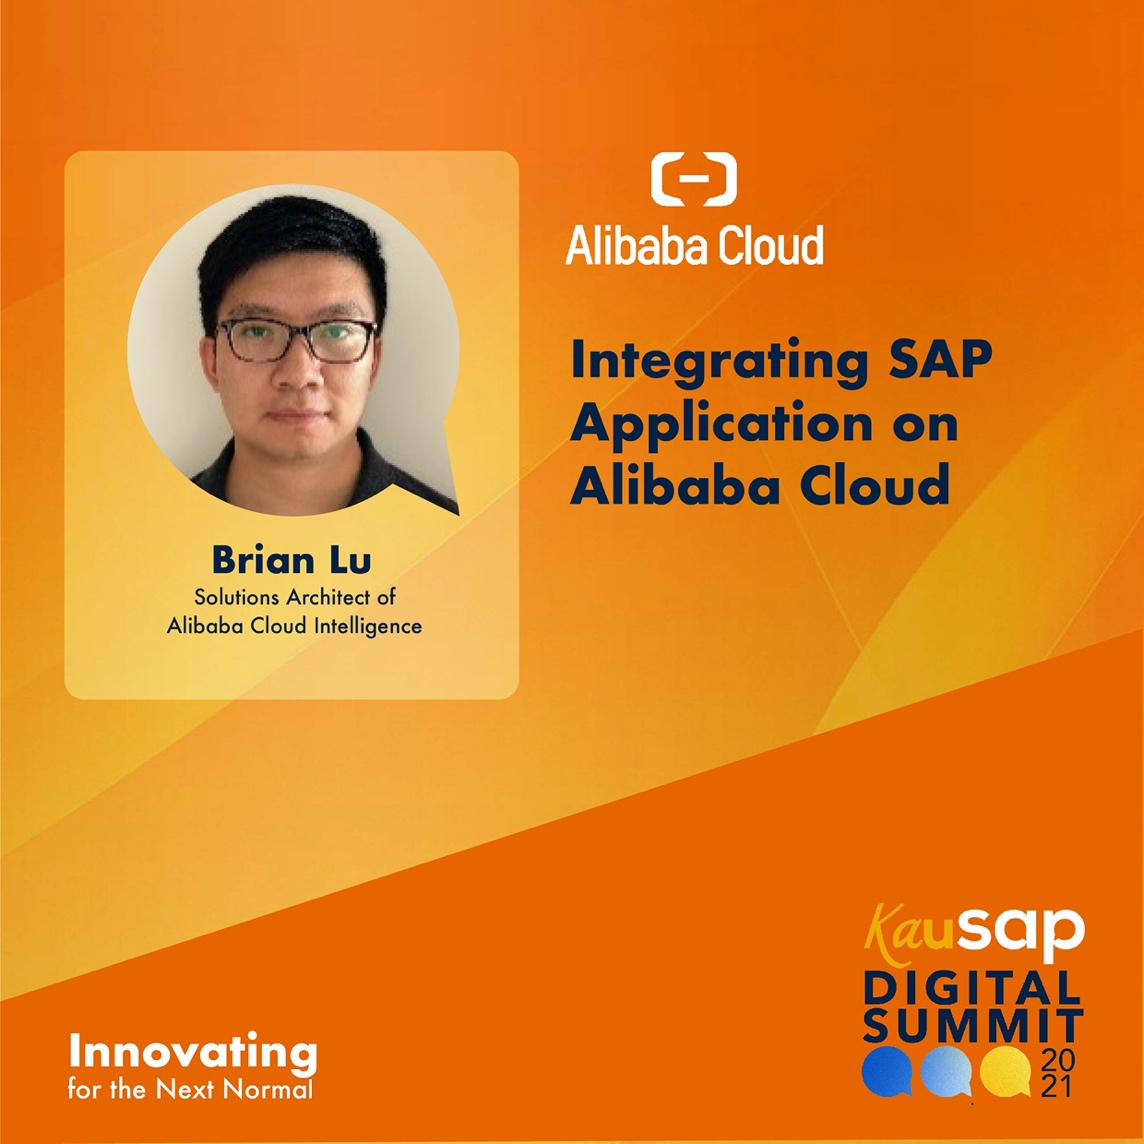 Alibaba Cloud
Integrating SAP
Application on
Alibaba Cloud
Brian Lu
Solutions Architect of
Alibaba Cloud Intelligence
Innovating
for the Next Normal
Kausap
DIGITAL
SUMMIT
20
21